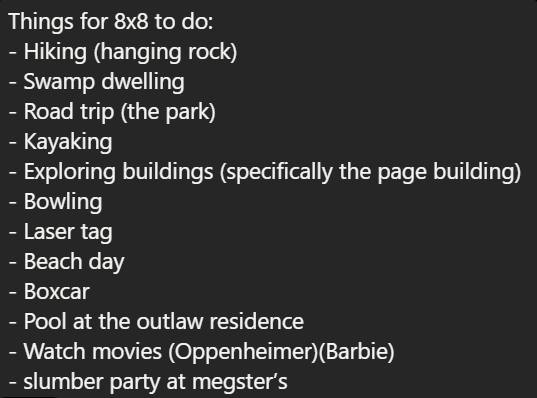 Things for 8x8 to do:
- Hiking (hanging rock)
- Swamp dwelling
- Road trip (the park)
- Kayaking
- Exploring buildings (specifically the page building)
- Bowling
- Laser tag
- Beach day
- Boxcar
- Pool at the outlaw residence
- Watch movies (Oppenheimer)(Barbie)
- slumber party at megster’s